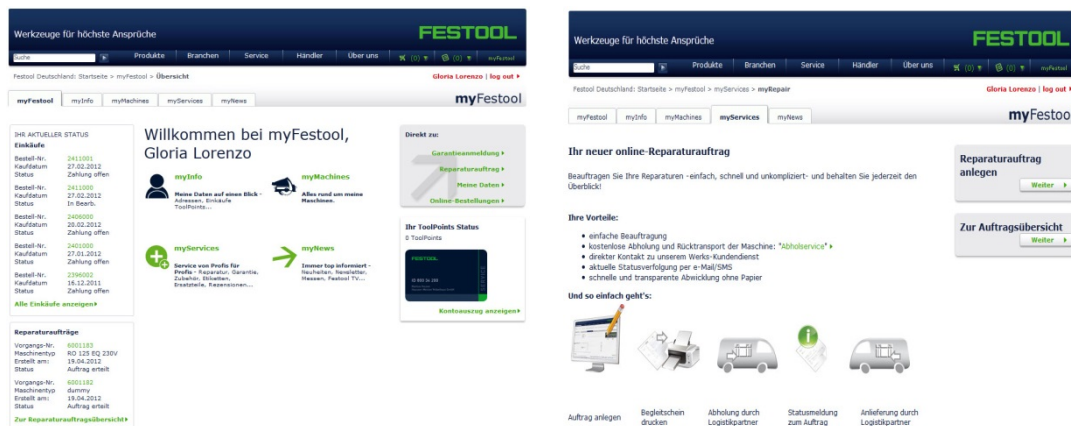 Werkzeuge für höchste Ansprüche
FESTOOL
Suche
Produkte Branchen Service Händler Über uns (0) (0) myFestool
Festool Deutschland: Startseite > myFestool > Übersicht
Gloria Lorenzo | log out
myFestool myInfo myMachines myServices myNews
myFestool
IHR AKTUELLER STATUS
Einkäufe
Bestell-Nr. 2411001
Kaufdatum 27.02.2012
Status Zahlung offen
Bestell-Nr. 2411000
Kaufdatum 27.02.2012
Status In Bearb.
Bestell-Nr. 2406000
Kaufdatum 20.02.2012
Status Zahlung offen
Bestell-Nr. 2401000
Kaufdatum 27.01.2012
Status Zahlung offen
Bestell-Nr. 2396002
Kaufdatum 16.12.2011
Status Zahlung offen
Alle Einkäufe anzeigen
Reparaturaufträge
Vorgangs-Nr. 6001183
Maschinentyp RO 125 EQ 230V
Erstellt am: 19.04.2012
Status Auftrag erteilt
Vorgangs-Nr. 6001182
Maschinentyp dummy
Erstellt am: 19.04.2012
Status Auftrag erteilt
Zur Reparaturauftragsübersicht
Willkommen bei myFestool,
Gloria Lorenzo
myInfo
Meine Daten auf einen Blick -
Adressen, Einkäufe
ToolPoints...
myMachines
Alles rund um meine
Maschinen.
myServices
Service von Profis für
Profis - Reparatur, Garantie,
Zubehör, Etiketten,
Ersatzteile, Rezensionen...
myNews
Immer top informiert -
Neuheiten, Newsletter,
Messen, Festool TV...
Direkt zu:
Garantieanmeldung
Reparaturauftrag
Meine Daten
Online-Bestellungen
Ihr ToolPoints Status
0 ToolPoints
FESTOOL
Kontoauszug anzeigen
Werkzeuge für höchste Ansprüche
FESTOOL
Suche
Produkte Branchen Service Händler Über uns (0) (0) myFestool
Festool Deutschland: Startseite > myFestool > myServices > myRepair
Gloria Lorenzo | log out
myFestool myInfo myMachines myServices myNews
myFestoo
Ihr neuer online-Reparaturauftrag
Beauftragen Sie Ihre Reparaturen -einfach, schnell und unkompliziert- und behalten Sie jederzeit den
Überblick!
Ihre Vorteile:
• einfache Beauftragung
• kostenlose Abholung und Rücktransport der Maschine: "Abholservice"
• direkter Kontakt zu unserem Werks-Kundendienst
• aktuelle Statusverfolgung per e-Mail/SMS
• schnelle und transparente Abwicklung ohne Papier
Und so einfach geht's:
Auftrag anlegen
Begleitschein
drucken
Abholung durch
Logistikpartner
Statusmeldung
zum Auftrag
Anlieferung durch
Logistikpartner
Reparaturauftrag
anlegen
Weiter
Zur Auftragsübersicht
Weiter